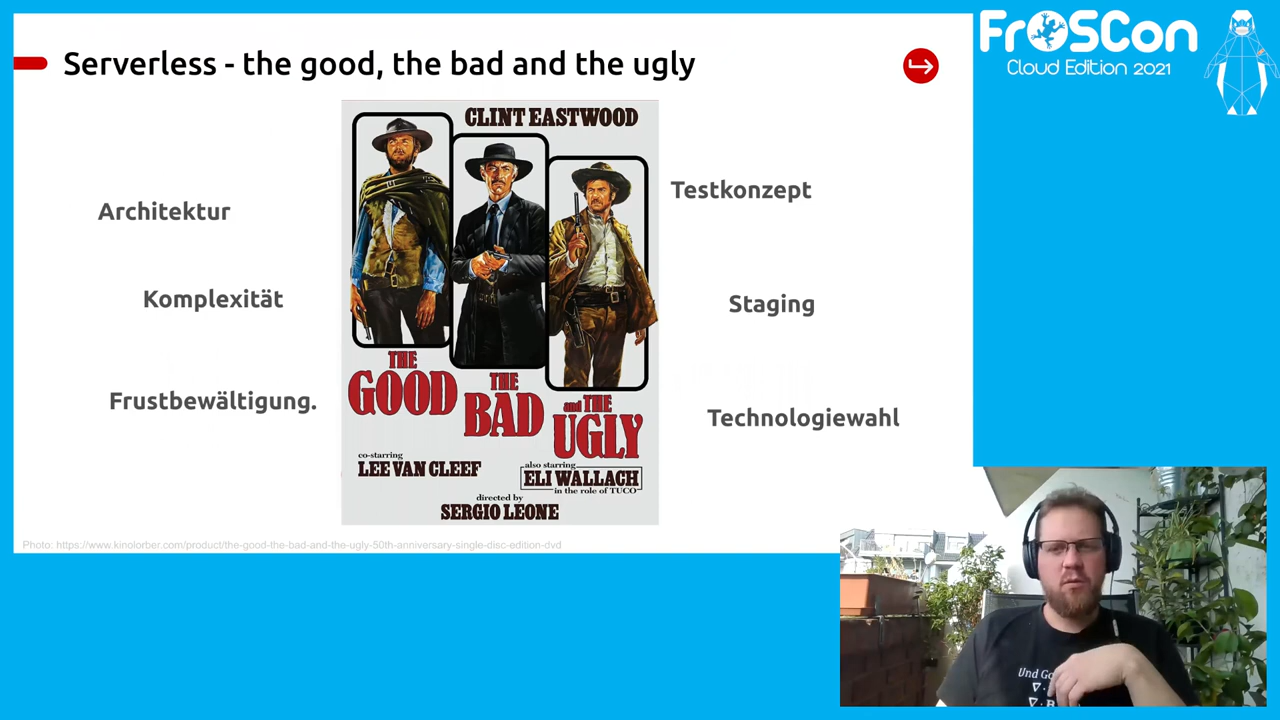 Serverless - the good, the bad and the ugly
FrOSCon
Cloud Edition 2021
Architektur
Komplexität
Frustbewältigung.
CLINT EASTWOOD
THE
GOOD
THE
BAD
and THE
UGLY
co-starring
LEE VAN CLEEF
also starring
ELI WALLACH
in the role of TUCO
directed by
SERGIO LEONE
Testkonzept
Staging
Technologiewahl
Photo: https://www.kinolorber.com/product/the-good-the-bad-and-the-ugly-50th-anniversary-single-disc-edition-dvd
Und